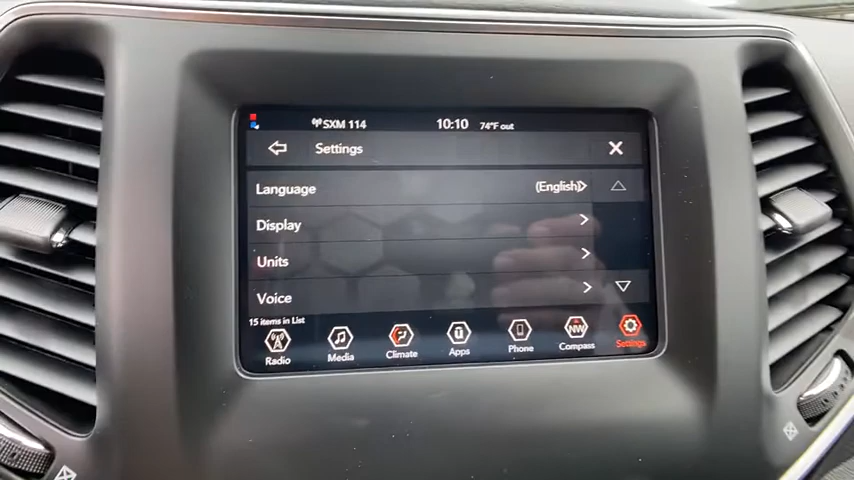 SXM 114 10:10 74°F out
Settings X
Language (English)
Display
Units
Voice
15 items in List
Radio Media Climate Apps Phone Compass Settings
U NW